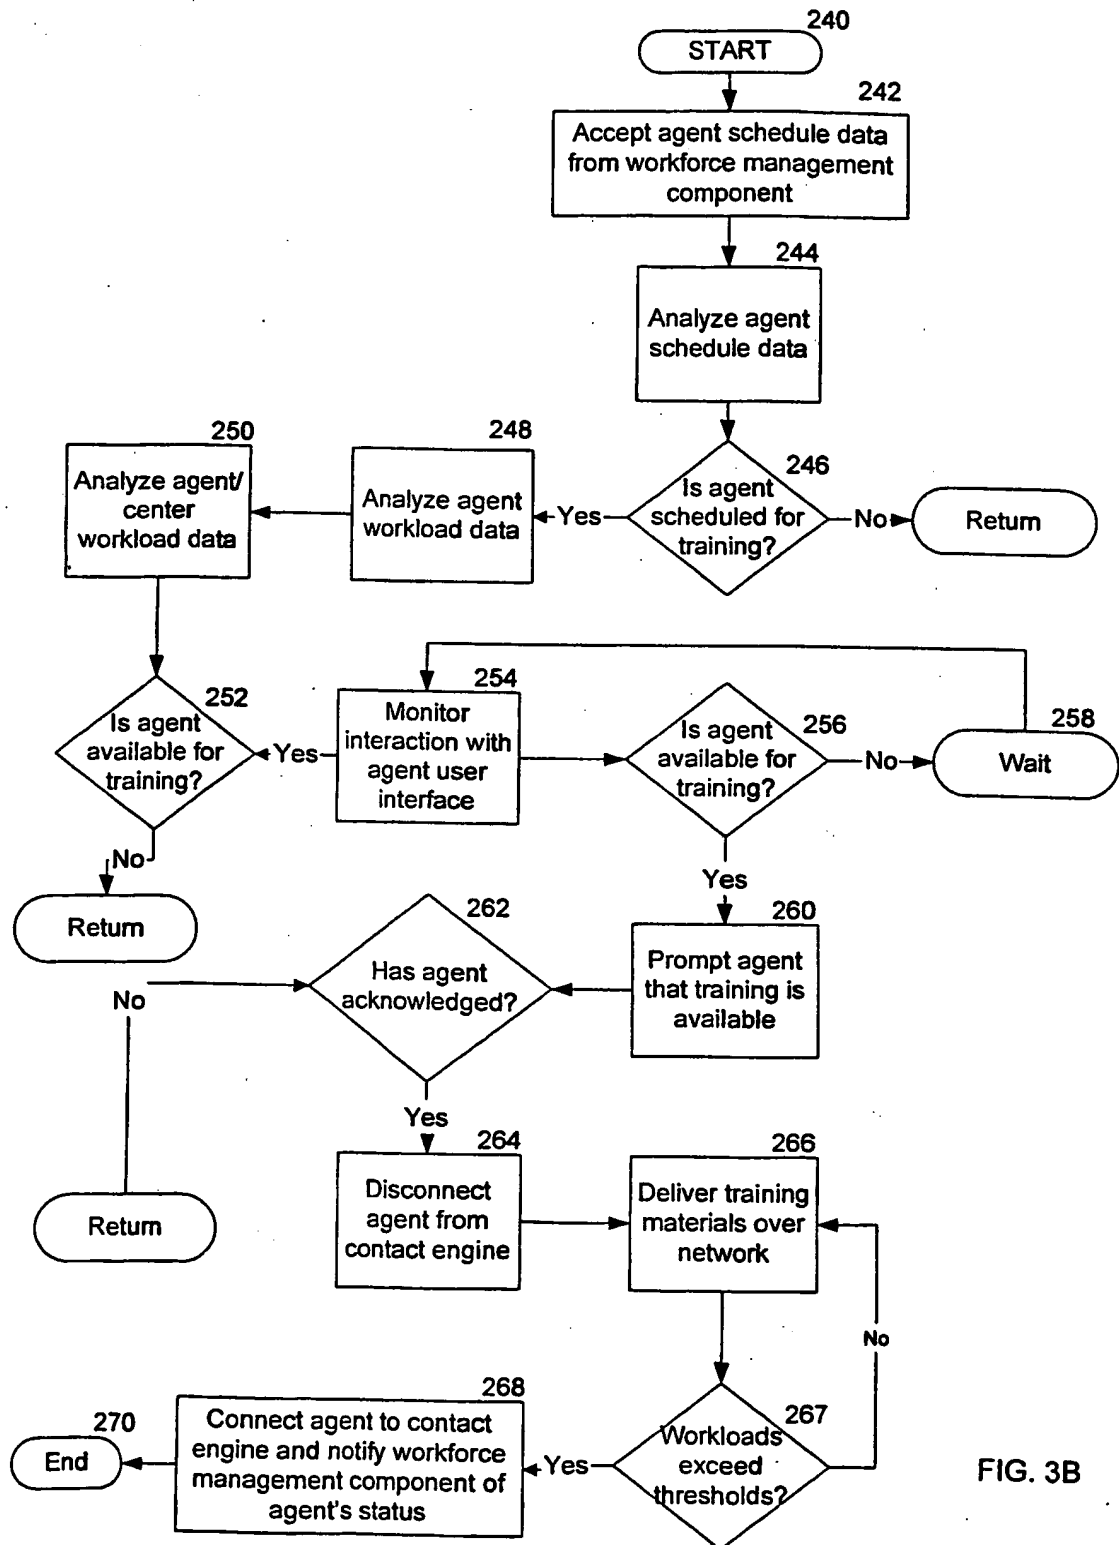 240
START
242
Accept agent schedule data
from workforce management
component
244
Analyze agent
schedule data
246
Is agent
scheduled for
training?
No
Return
Yes
248
Analyze agent
workload data
250
Analyze agent/
center
workload data
252
Is agent
available for
training?
Yes
No
Return
254
Monitor
interaction with
agent user
interface
256
Is agent
available for
training?
No
258
Wait
Yes
260
Prompt agent
that training is
available
262
Has agent
acknowledged?
No
Return
Yes
264
Disconnect
agent from
contact engine
266
Deliver training
materials over
network
No
267
Workloads
exceed
thresholds?
Yes
268
Connect agent to contact
engine and notify workforce
management component of
agent's status
270
End
FIG. 3B